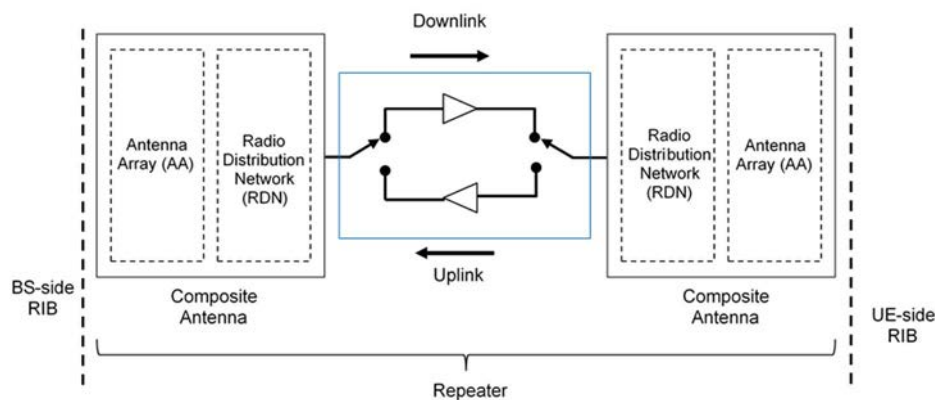 Downlink
Antenna
Array (AA)
Radio
Distribution
Network
(RDN)
Radio
Distribution
Network
(RDN)
Antenna
Array (AA)
Uplink
BS-side
RIB
Composite
Antenna
Composite
Antenna
UE-side
RIB
Repeater